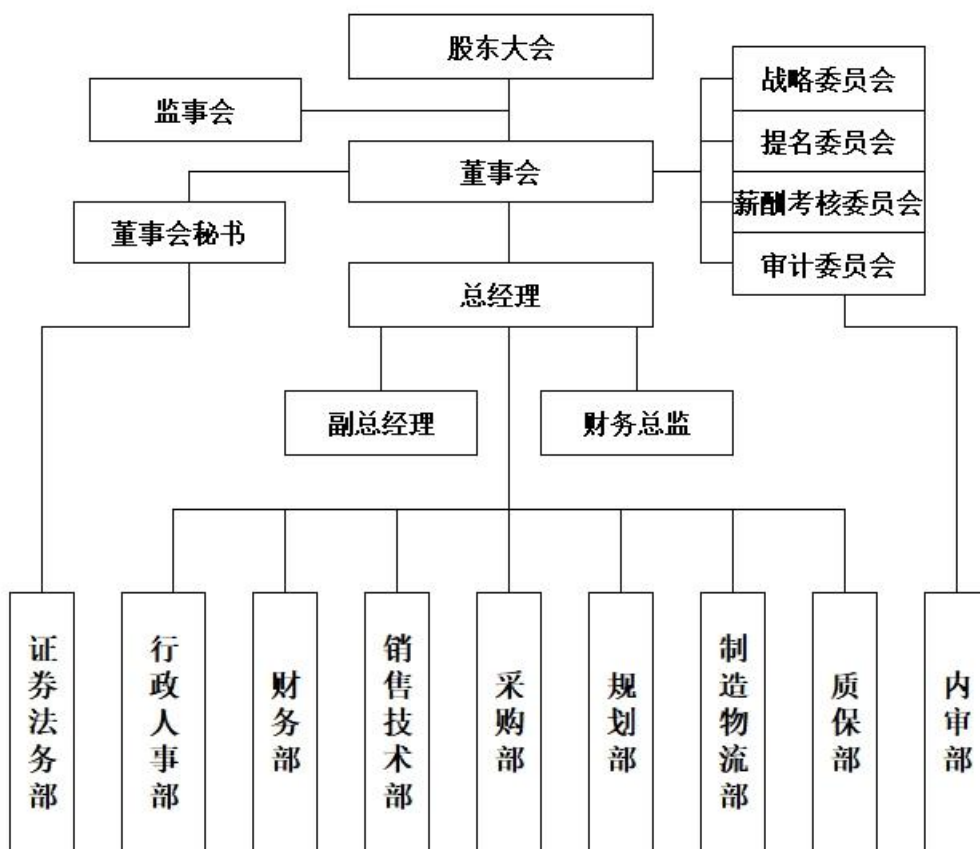 股东大会
监事会
战略委员会
提名委员会
薪酬考核委员会
审计委员会
董事会
董事会秘书
总经理
副总经理
财务总监
证券法务部
行政人事部
财务部
销售技术部
采购部
规划部
制造物流部
质保部
内审部